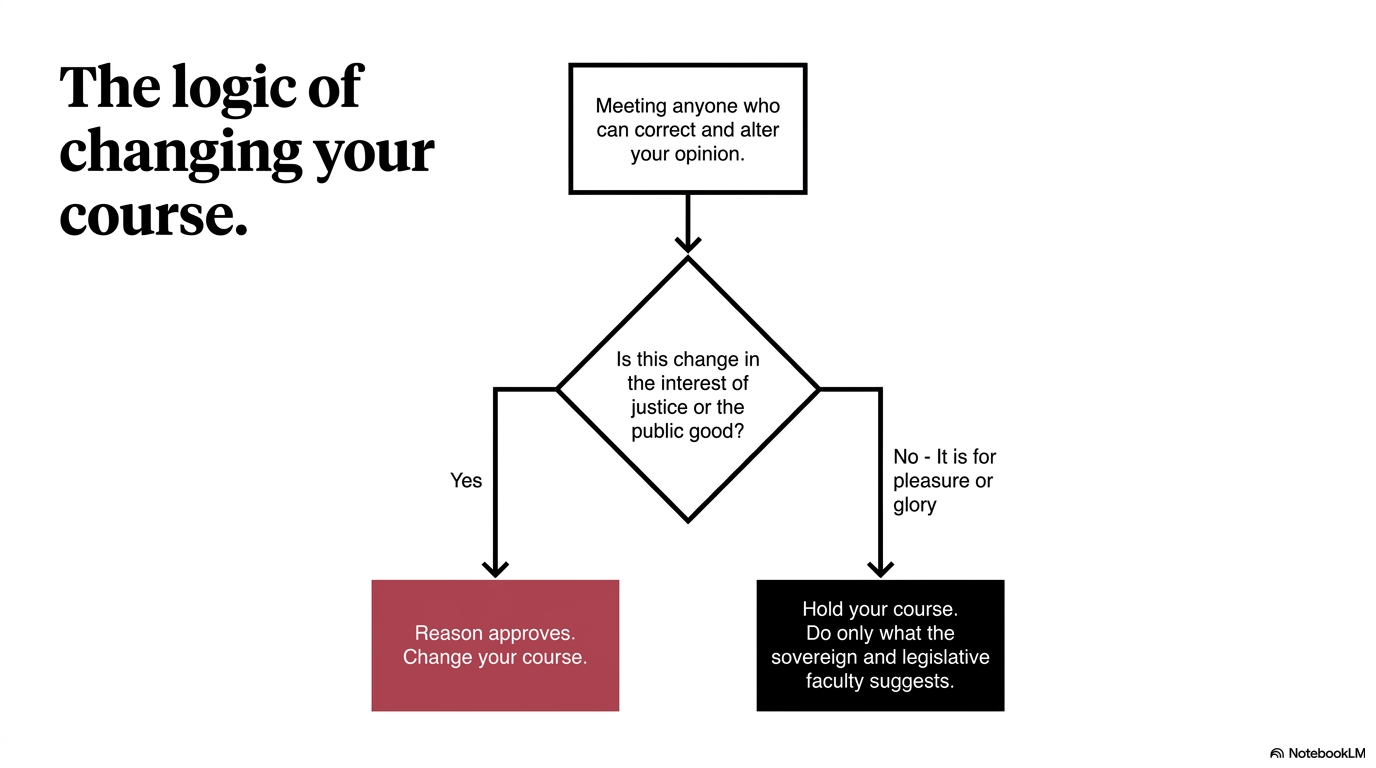 The logic of
changing your
course.
Meeting anyone who
can correct and alter
your opinion.
Is this change in
the interest of
justice or the
public good?
Yes
No - It is for
pleasure or
glory
Reason approves.
Change your course.
Hold your course.
Do only what the
sovereign and legislative
faculty suggests.
NotebookLM